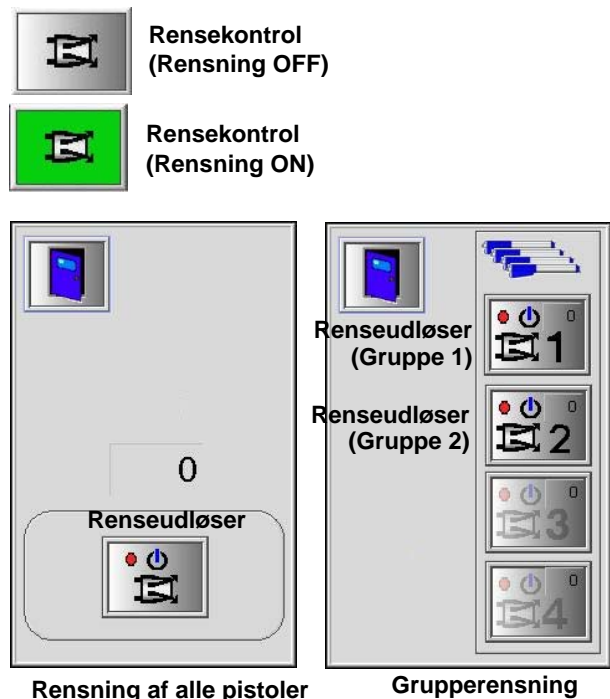 Rensekontrol
(Rensning OFF)
Rensekontrol
(Rensning ON)
0
Renseudløser
Rensning af alle pistoler
Renseudløser
(Gruppe 1)
0
1
Renseudløser
(Gruppe 2)
0
2
0
3
0
4
Grupperensning